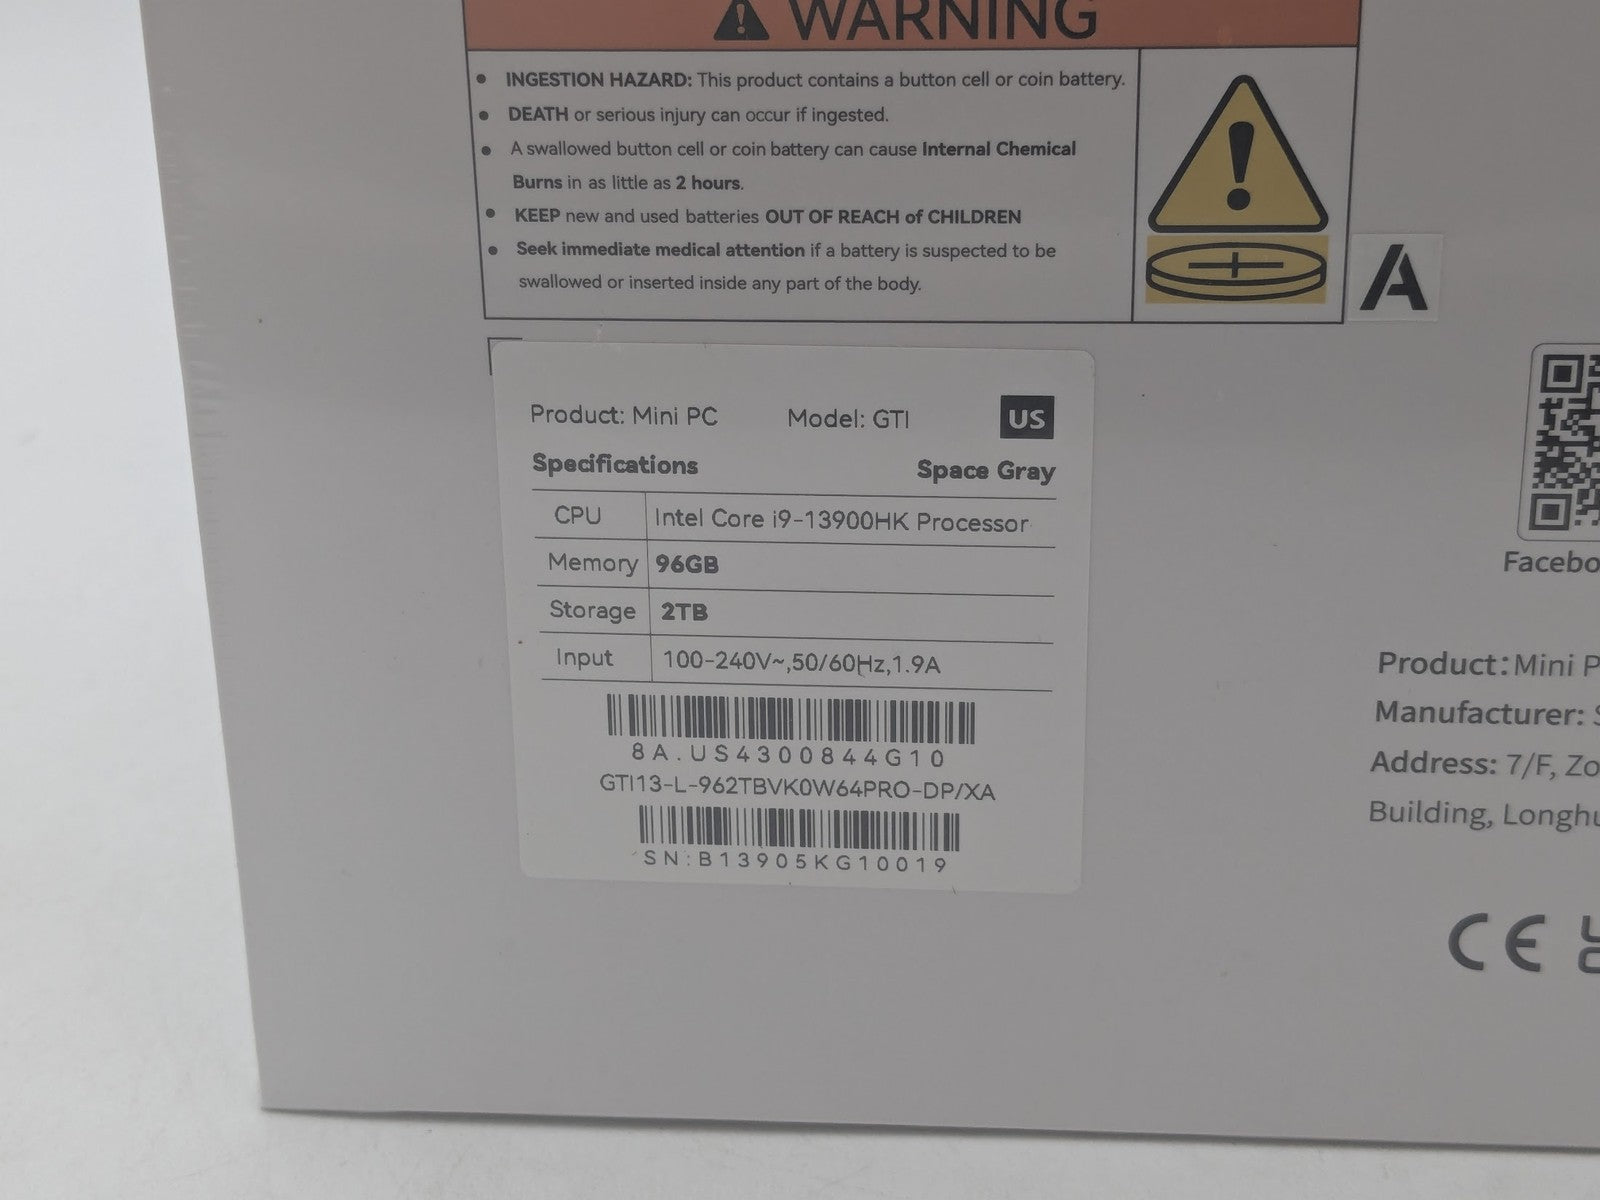 WARNING
INGESTION HAZARD: This product contains a button cell or coin battery.
DEATH or serious injury can occur if ingested.
A swallowed button cell or coin battery can cause Internal Chemical
Burns in as little as 2 hours.
KEEP new and used batteries OUT OF REACH of CHILDREN
Seek immediate medical attention if a battery is suspected to be
swallowed or inserted inside any part of the body.
A
Product: Mini PC Model: GTI US
Specifications Space Gray
CPU Intel Core i9-13900HK Processor
Memory 96GB
Storage 2TB
Input 100-240V~,50/60Hz,1.9A
8A.US4300844G10
GTI13-L-962TBVK0W64PRO-DP/XA
SN:B13905KG10019
Product: Mini
Manufacturer:
Address: 7/F,
Building,
CE